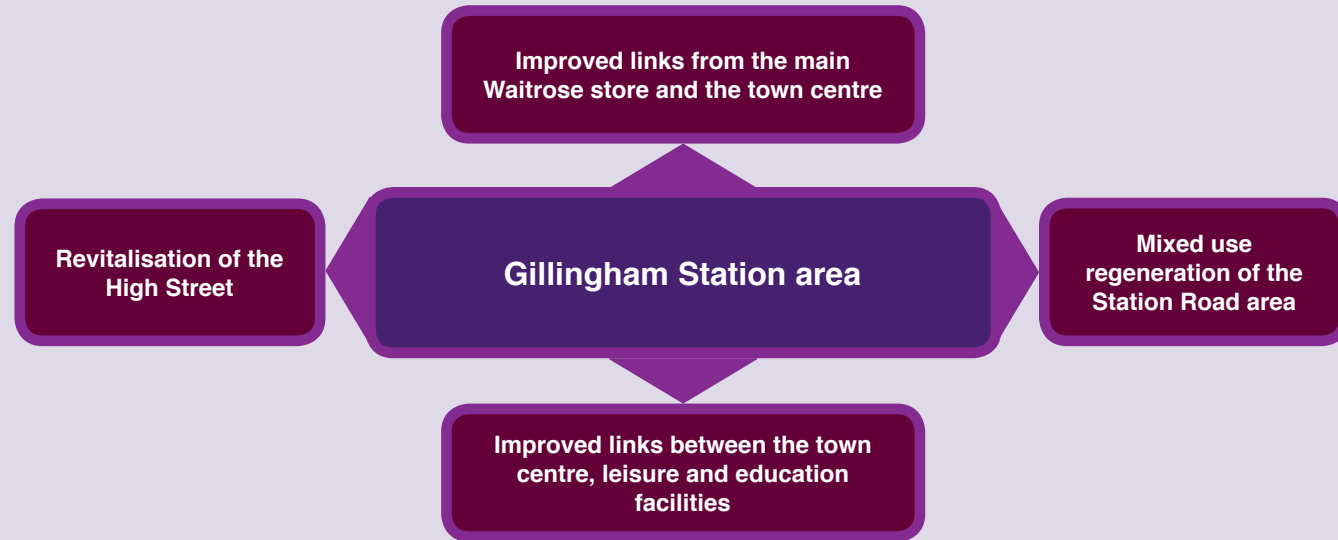 Improved links from the main
Waitrose store and the town centre
Revitalisation of the
High Street
Gillingham Station area
Mixed use
regeneration of the
Station Road area
Improved links between the town
centre, leisure and education
facilities